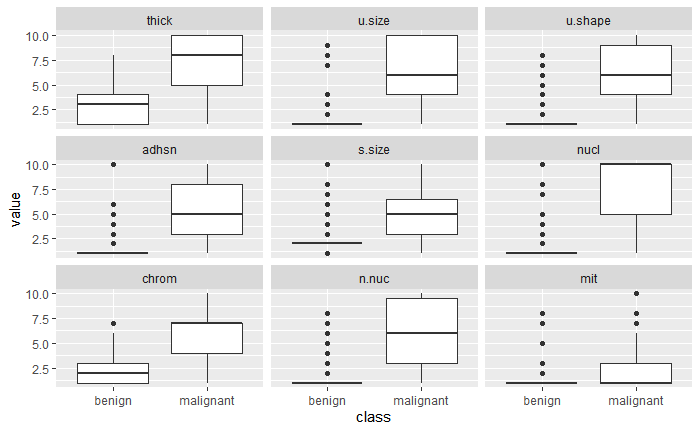 thick u.size u.shape
10.0
7.5
5.0
2.5
adhsn s.size nucl
10.0
7.5
5.0
2.5
value
chrom n.nuc mit
10.0
7.5
5.0
2.5
benign malignant benign malignant benign malignant
class